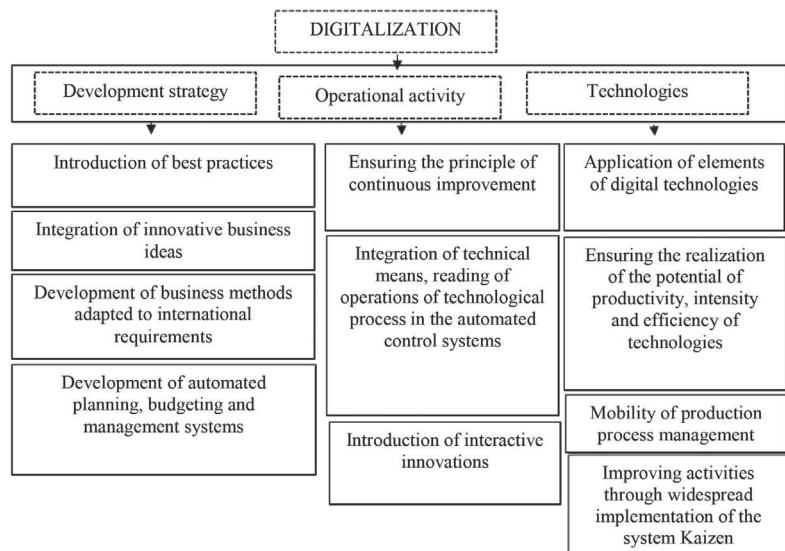 DIGITALIZATION
Development strategy
Operational activity
Technologies
Introduction of best practices
Integration of innovative business
ideas
Development of business methods
adapted to international
requirements
Development of automated
planning, budgeting and
management systems
Ensuring the principle of
continuous improvement
Integration of technical
means, reading of
operations of technological
process in the automated
control systems
Introduction of interactive
innovations
Application of elements
of digital technologies
Ensuring the realization
of the potential of
productivity, intensity
and efficiency of
technologies
Mobility of production
process management
Improving activities
through widespread
implementation of the
system Kaizen